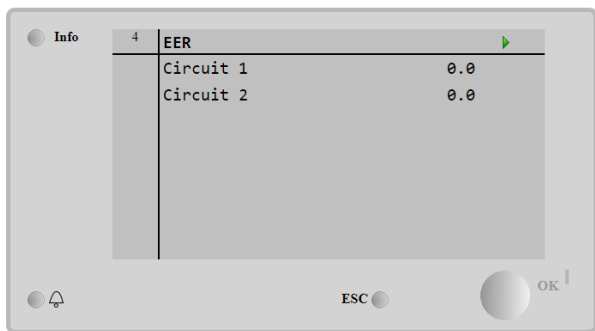 Info
4 EER
Circuit 1 0.0
Circuit 2 0.0
ESC
OK